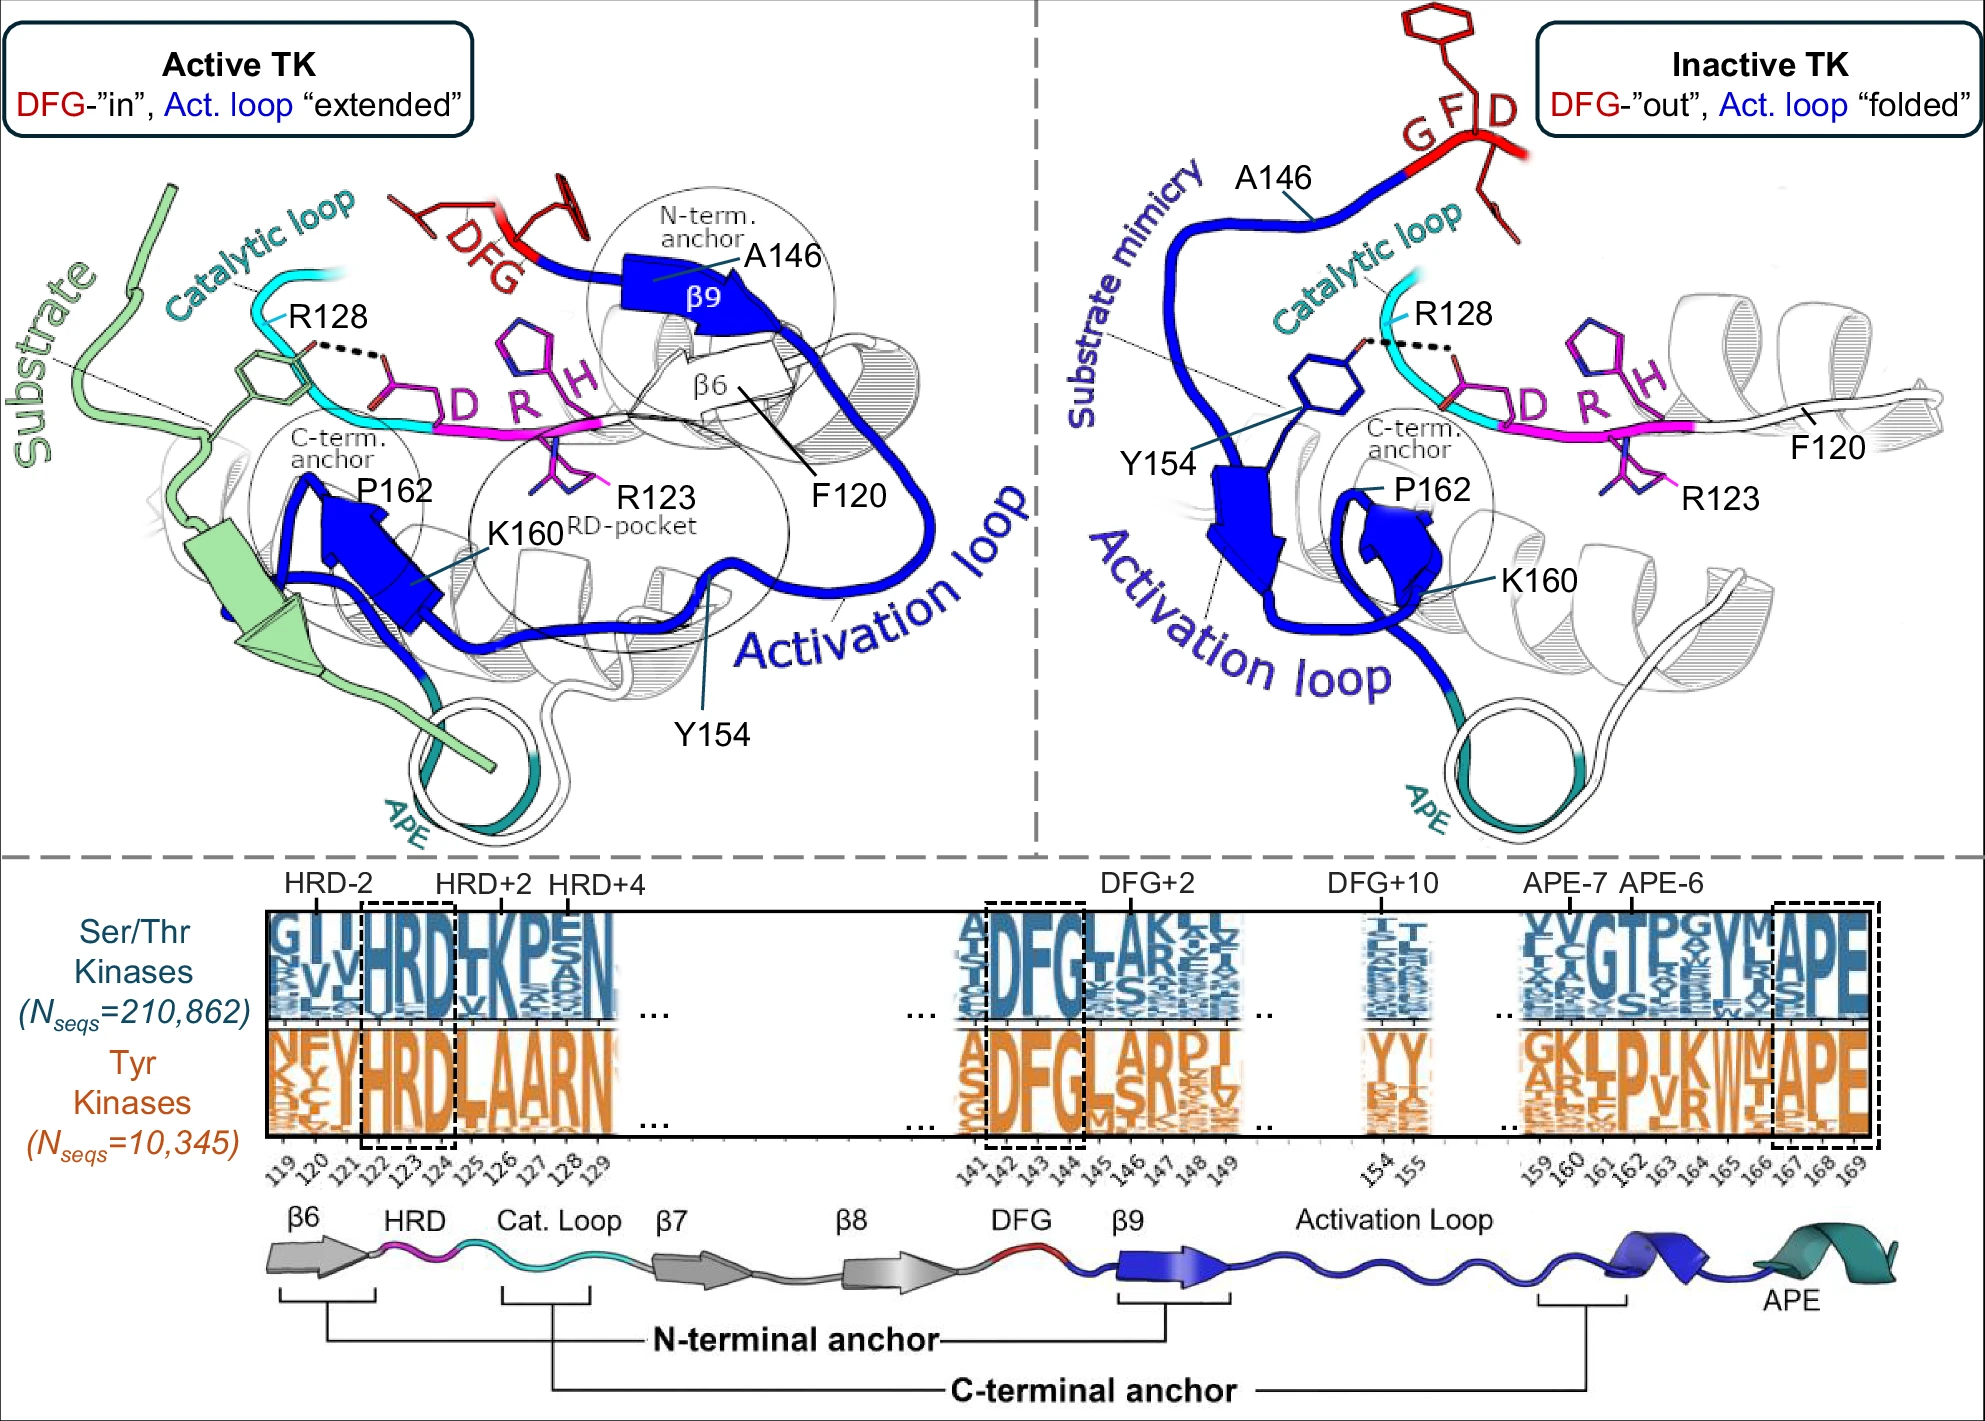 Active TK
DFG-”in”, Act. loop “extended”
Inactive TK
DFG-”out”, Act. loop “folded”
Substrate
Catalytic loop
DFG
N-term.
anchor
A146
β9
R128
D R H
β6
C-term.
anchor
P162
K160
R123
RD-pocket
F120
Activation loop
Y154
APE
G F D
A146
Substrate mimicry
Catalytic loop
R128
D R H
Y154
C-term.
anchor
P162
F120
R123
K160
Activation loop
APE
HRD-2 HRD+2 HRD+4 DFG+2 DFG+10 APE-7 APE-6
Ser/Thr
Kinases
(Nseqs=210,862)
... ... .. ..
Tyr
Kinases
(Nseqs=10,345)
... ... .. ..
119 120 121 122 123 124 125 126 127 128 129 141 142 143 144 145 146 147 148 149 154 155 159 160 161 162 163 164 165 166 167 168 169
β6 HRD Cat. Loop β7 β8 DFG β9 Activation Loop
APE
N-terminal anchor
C-terminal anchor